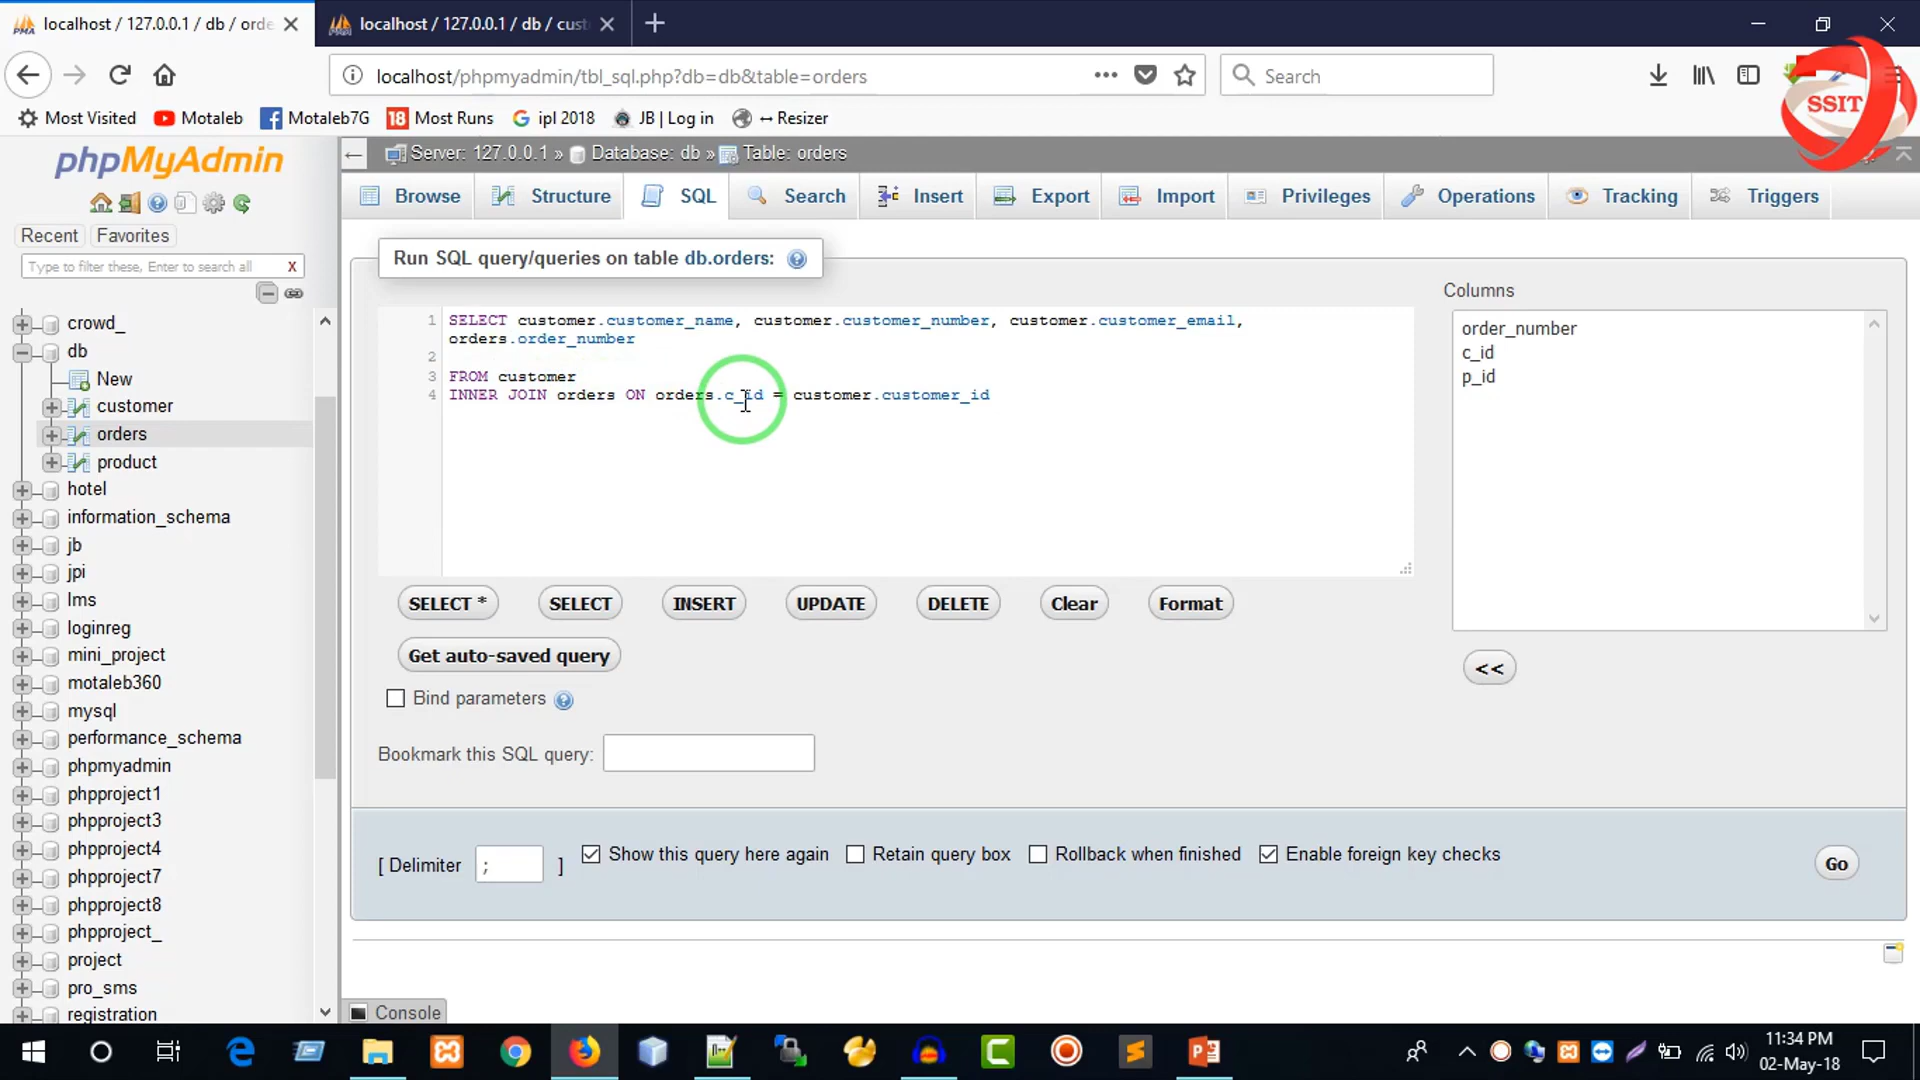 localhost / 127.0.0.1 / db / orde
localhost / 127.0.0.1 / db / cust
localhost/phpmyadmin/tbl_sql.php?db=db&table=orders
Search
Most Visited
Motaleb
Motaleb7G
18 Most Runs
ipl 2018
JB | Log in
↔ Resizer
SSIT
phpMyAdmin
Recent
Favorites
Type to filter these, Enter to search all
X
crowd_
db
New
customer
orders
product
hotel
information_schema
jb
jpi
lms
loginreg
mini_project
motaleb360
mysql
performance_schema
phpmyadmin
phpproject1
phpproject3
phpproject4
phpproject7
phpproject8
phpproject_
project
pro_sms
registration
Server: 127.0.0.1 » Database: db » Table: orders
Browse
Structure
SQL
Search
Insert
Export
Import
Privileges
Operations
Tracking
Triggers
Run SQL query/queries on table db.orders:
1 SELECT customer.customer_name, customer.customer_number, customer.customer_email,
orders.order_number
2
3 FROM customer
4 INNER JOIN orders ON orders.c_id = customer.customer_id
Columns
order_number
c_id
p_id
SELECT *
SELECT
INSERT
UPDATE
DELETE
Clear
Format
Get auto-saved query
<<
Bind parameters
Bookmark this SQL query:
[ Delimiter ; ]
Show this query here again
Retain query box
Rollback when finished
Enable foreign key checks
Go
Console
11:34 PM
02-May-18